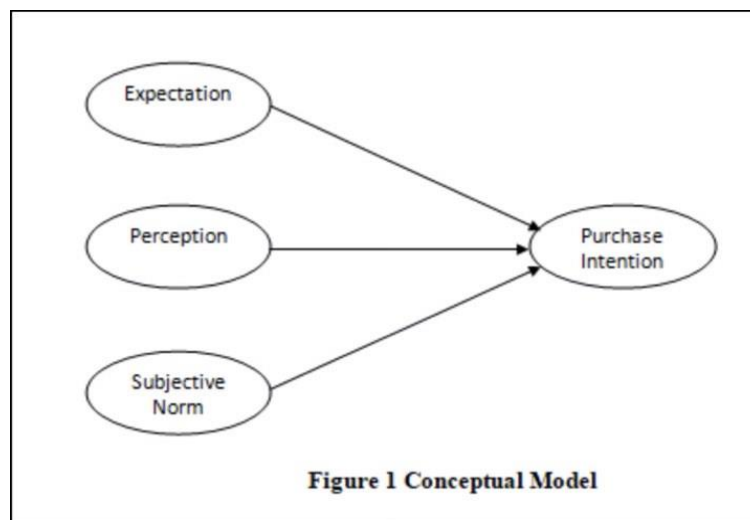 Expectation
Perception
Purchase
Intention
Subjective
Norm
Figure 1 Conceptual Model